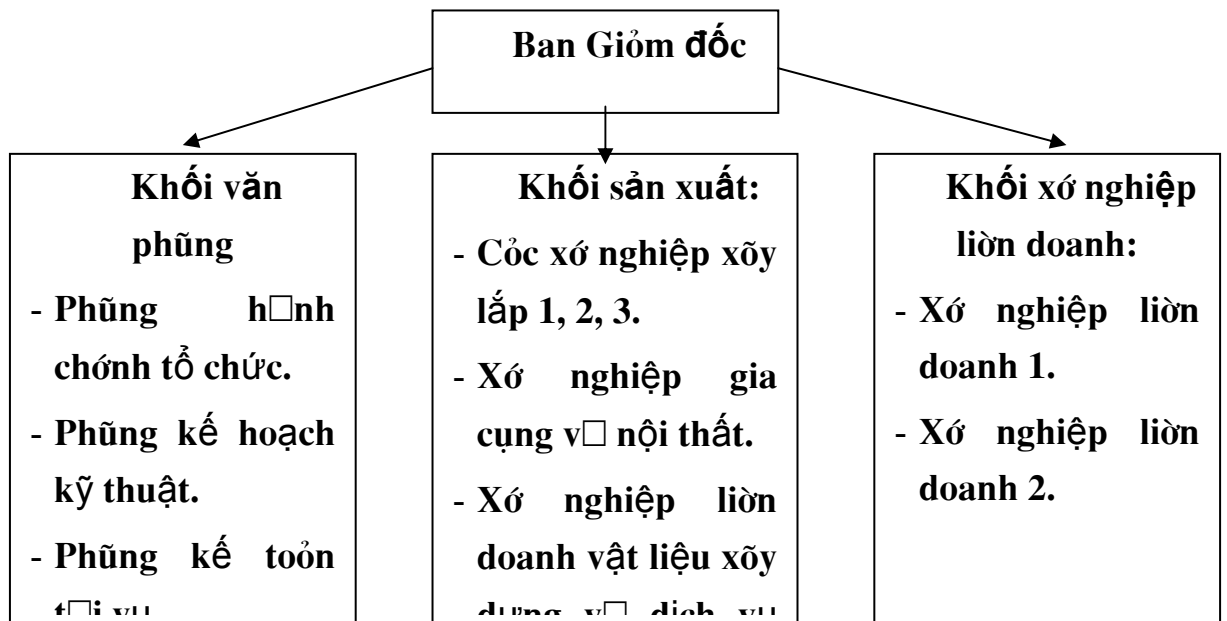 Ban Giỏm đốc
Khối văn
phũng
- Phũng h□nh
chớnh tổ chức.
- Phũng kế hoạch
kỹ thuật.
- Phũng kế toỏn
Khối sản xuất:
- Cỏc xớ nghiệp xõy
lắp 1, 2, 3.
- Xớ nghiệp gia
cụng v□ nội thất.
- Xớ nghiệp liờn
doanh vật liệu xõy
Khối xớ nghiệp
liờn doanh:
- Xớ nghiệp liờn
doanh 1.
- Xớ nghiệp liờn
doanh 2.